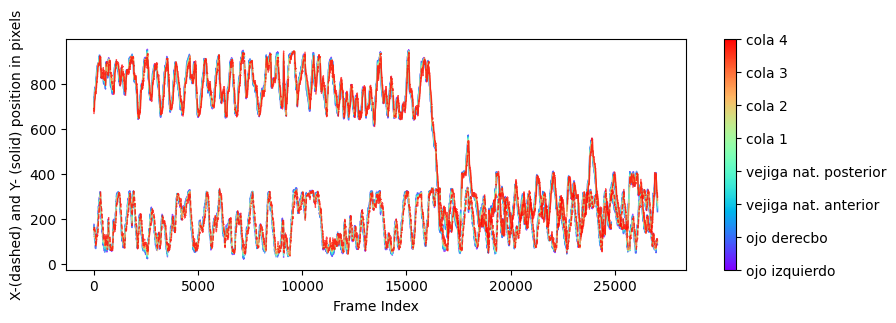 X-(dashed) and Y- (solid) position in pixels
800
600
400
200
0
0
5000
10000
15000
20000
25000
Frame Index
cola 4
cola 3
cola 2
cola 1
vejiga nat. posterior
vejiga nat. anterior
ojo derecbo
ojo izquierdo